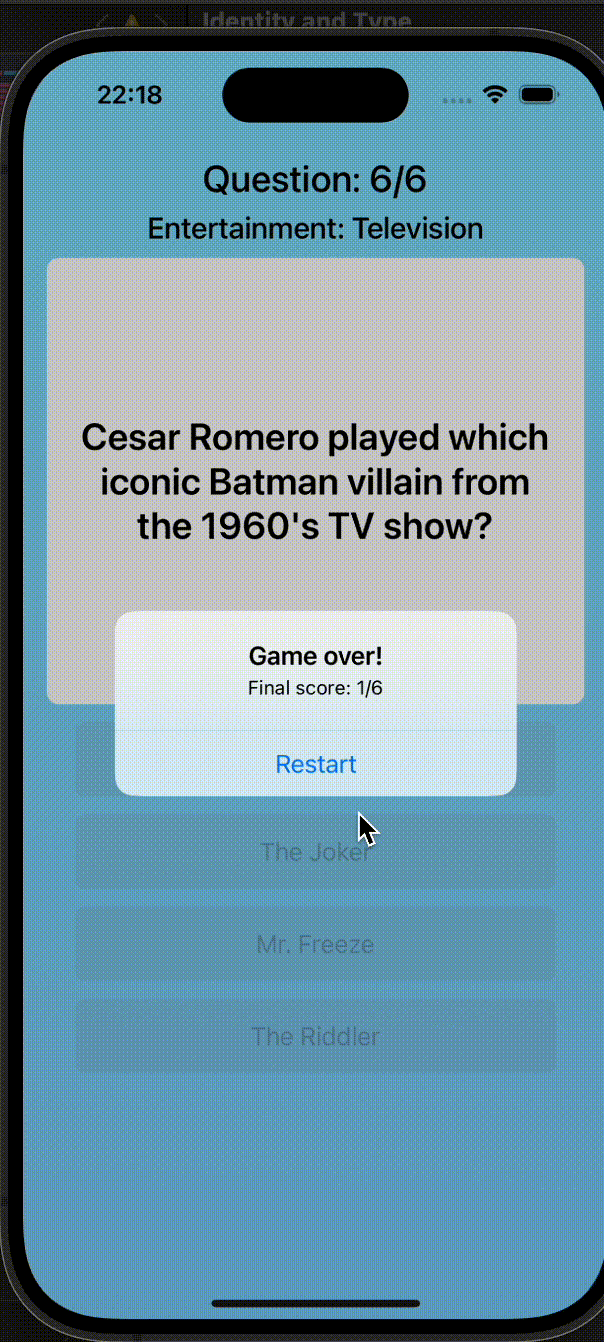 Identity and Type
22:18
Question: 6/6
Entertainment: Television
Cesar Romero played which
iconic Batman villain from
the 1960's TV show?
Game over!
Final score: 1/6
Restart
The Joker
Mr. Freeze
The Riddler